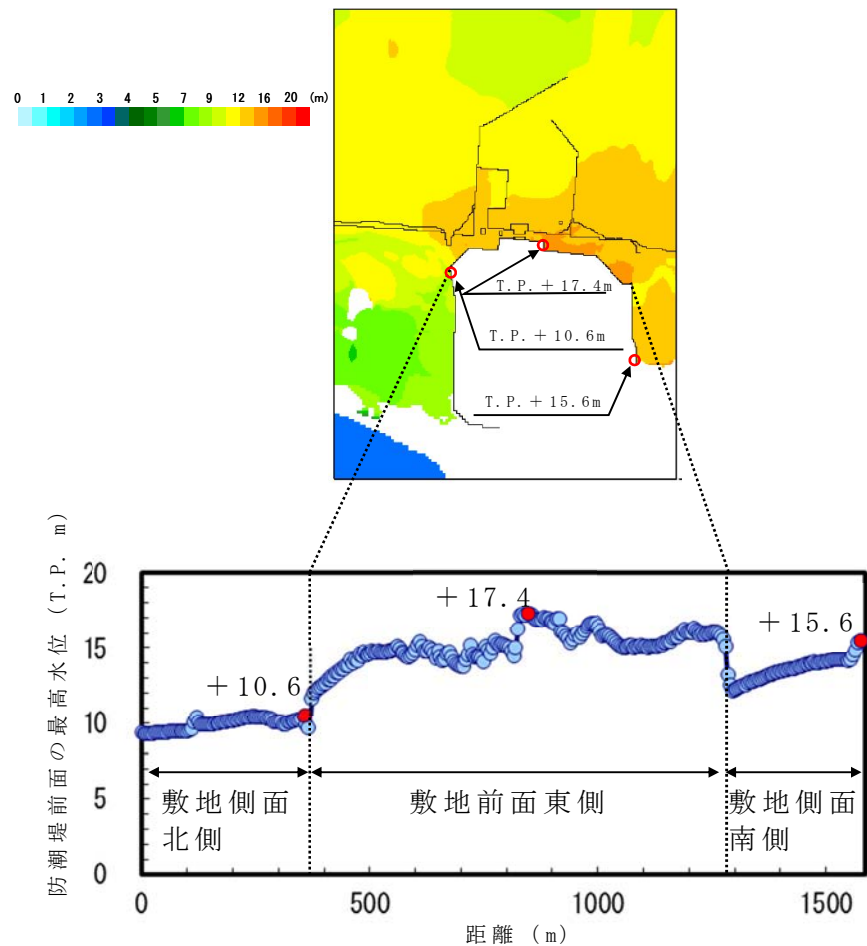 0 1 2 3 4 5 7 9 12 16 20 (m)
T.P.+17.4m
T.P.+10.6m
T.P.+15.6m
防潮堤前面の最高水位 (T.P. m)
20
15
10
5
0
+10.6
+17.4
+15.6
敷地側面
北側
敷地前面東側
敷地側面
南側
0 500 1000 1500
距離 (m)